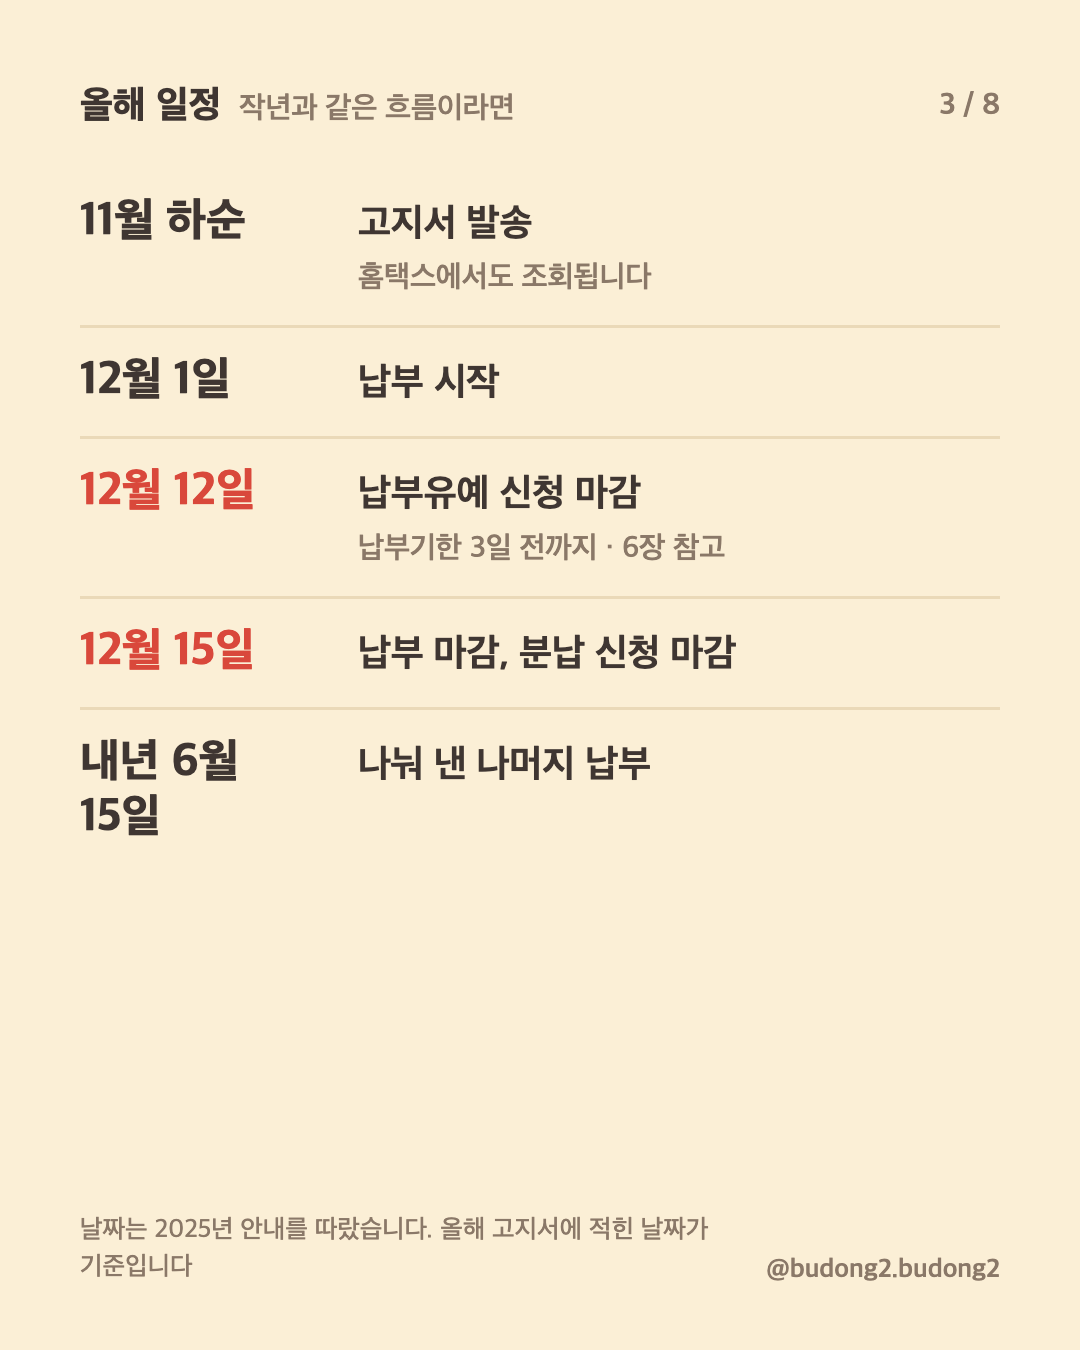 올해 일정 작년과 같은 흐름이라면
3 / 8
11월 하순
고지서 발송
홈택스에서도 조회됩니다
12월 1일
납부 시작
12월 12일
납부유예 신청 마감
납부기한 3일 전까지 · 6장 참고
12월 15일
납부 마감, 분납 신청 마감
내년 6월
15일
나눠 낸 나머지 납부
날짜는 2025년 안내를 따랐습니다. 올해 고지서에 적힌 날짜가
기준입니다
@budong2.budong2